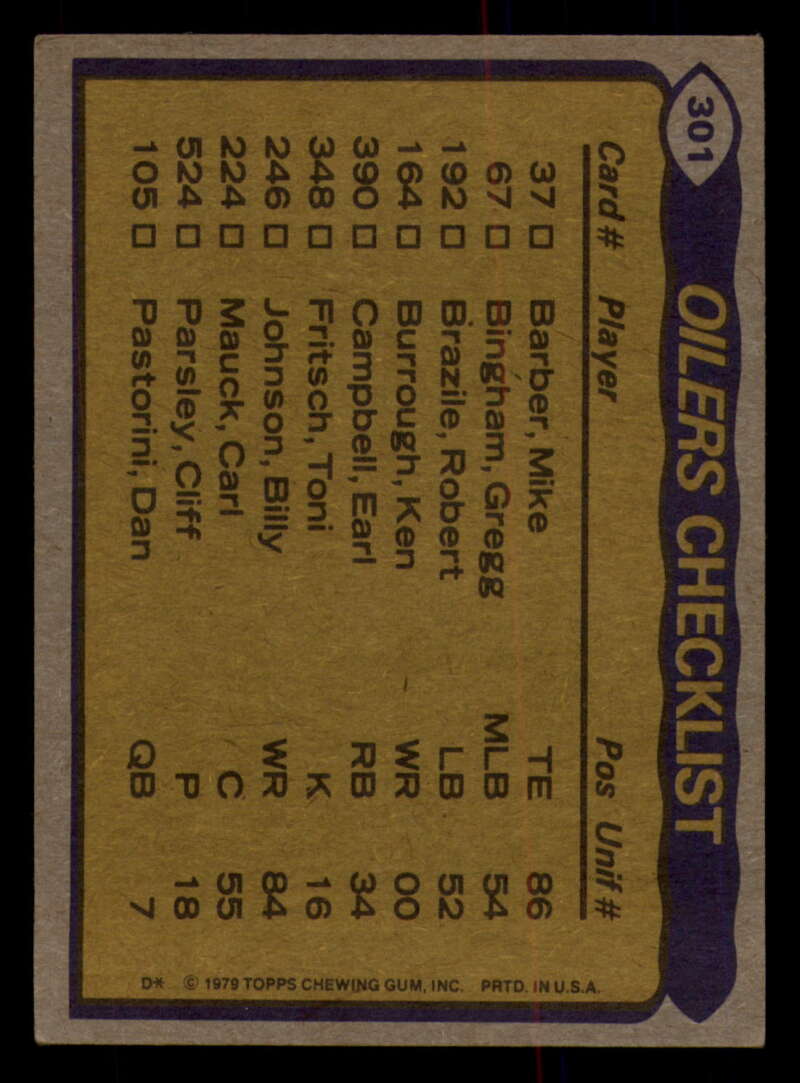 301
OILERS CHECKLIST
Card # Player Pos Unif #
37 □ Barber, Mike TE 86
67 □ Bingham, Gregg MLB 54
192 □ Brazile, Robert LB 52
164 □ Burrough, Ken WR 00
390 □ Campbell, Earl RB 34
348 □ Fritsch, Toni K 16
246 □ Johnson, Billy WR 84
224 □ Mauck, Carl C 55
524 □ Parsley, Cliff P 18
105 □ Pastorini, Dan QB 7
D* © 1979 TOPPS CHEWING GUM, INC. PRTD. IN U.S.A.